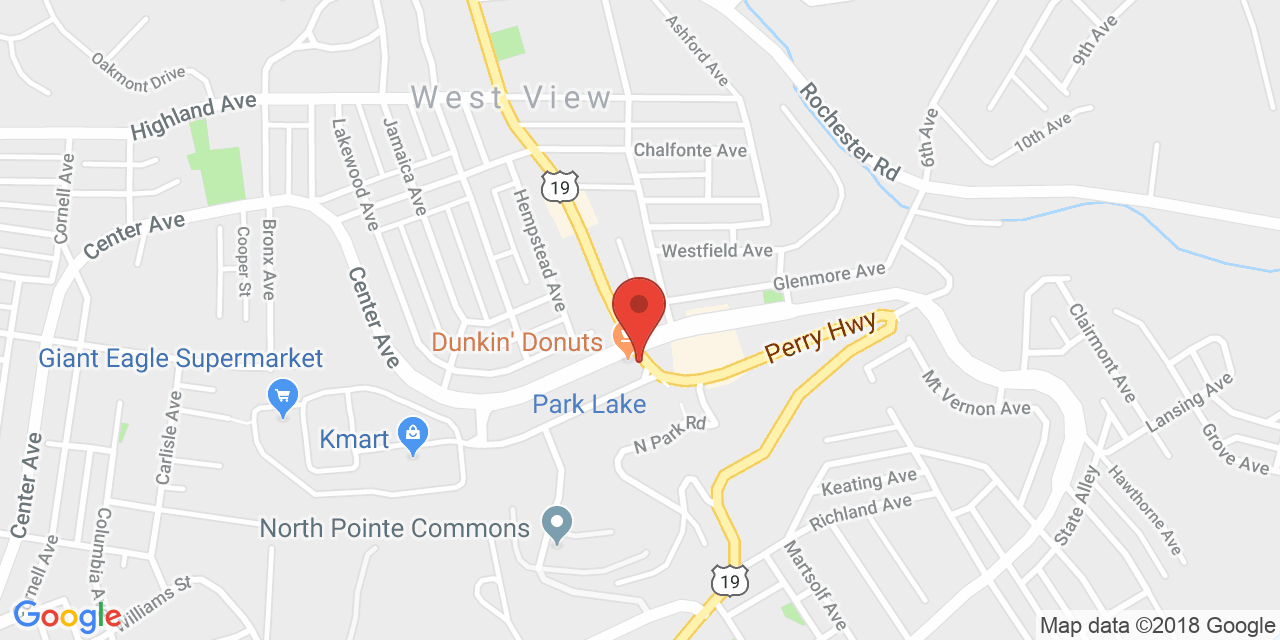 Oakmont Drive
Ashford Ave
9th Ave
West View
Highland Ave
Rochester Rd
Lakewood Ave
Jamaica Ave
10th Ave
6th Ave
Chalfonte Ave
Cornell Ave
19
Hempstead Ave
Center Ave
Cooper St
Bronx Ave
Westfield Ave
Glenmore Ave
Center Ave
Dunkin' Donuts
Perry Hwy
Clairmont Ave
Giant Eagle Supermarket
Park Lake
Mt Vernon Ave
Lansing Ave
Carlisle Ave
Kmart
N Park Rd
Grove Ave
Center Ave
Keating Ave
Richland Ave
State Alley
Hawthorne Ave
Columbia Ave
North Pointe Commons
Cornell Ave
Williams St
19
Martsolf Ave
Google
Map data ©2018 Google